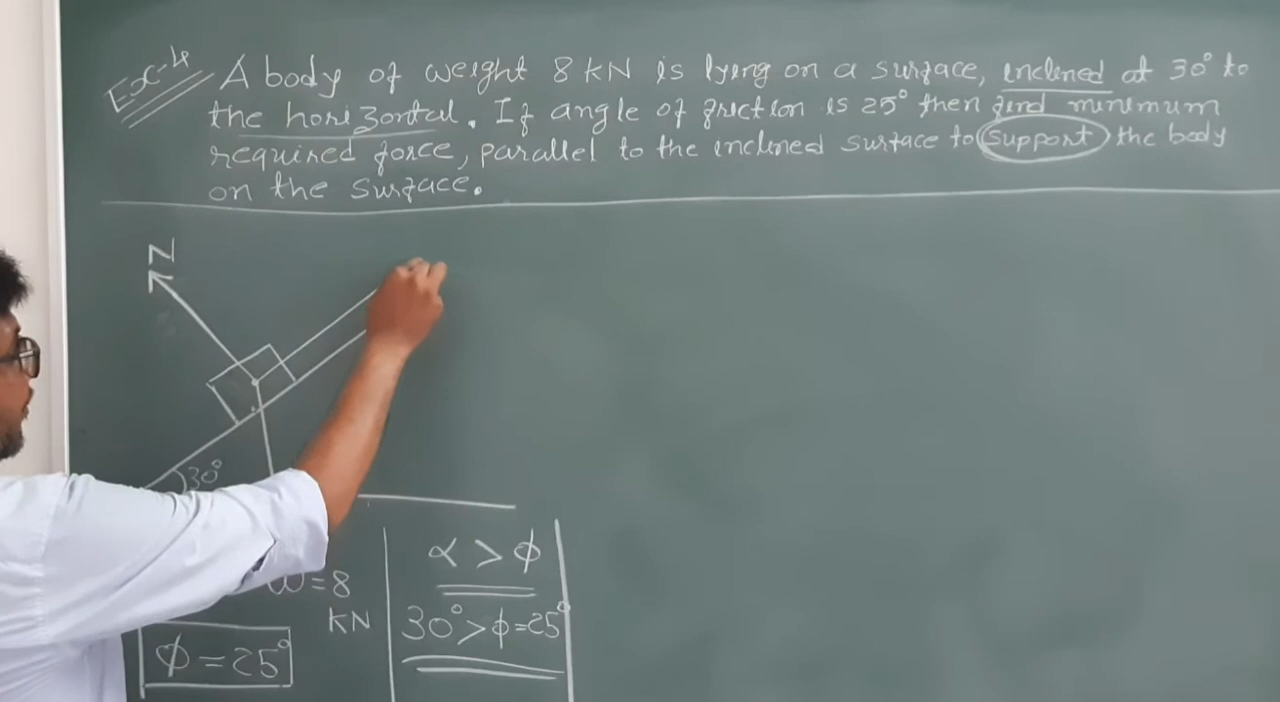 Ex-4 A body of weight 8 KN is lying on a surface, inclined at 30° to
the horizontal. If angle of friction is 25° then find minimum
required force, parallel to the inclined surface to support the body
on the surface.
N
30°
W=8
KN
α > ϕ
30° > ϕ=25°
ϕ = 25°